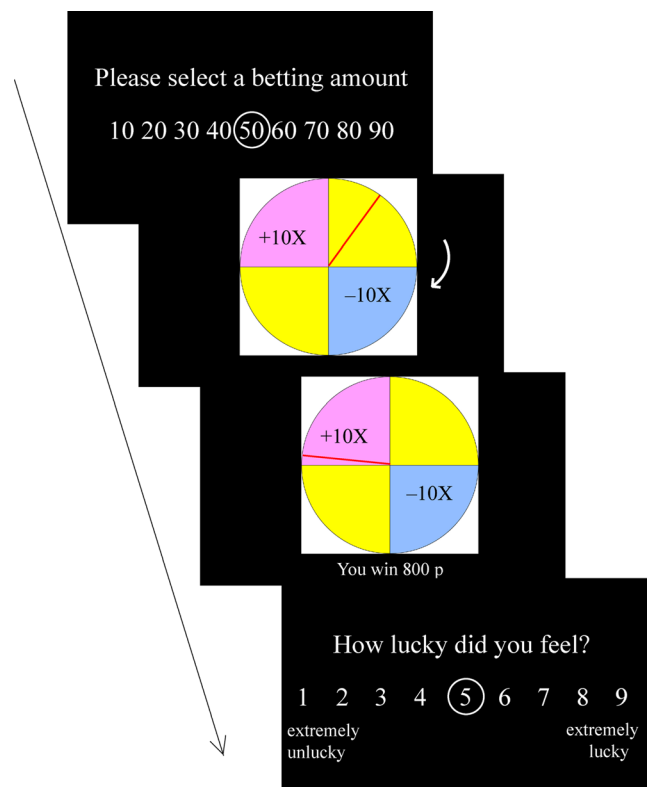 Please select a betting amount
10 20 30 40 50 60 70 80 90
+10X
–10X
+10X
–10X
You win 800 p
How lucky did you feel?
1 2 3 4 5 6 7 8 9
extremely unlucky
extremely lucky